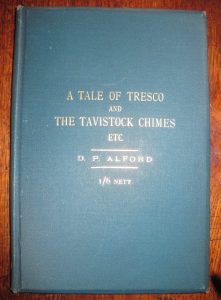 A TALE OF TRESCO
AND
THE TAVISTOCK CHIMES
ETC.
D. P. ALFORD
1/6 NETT